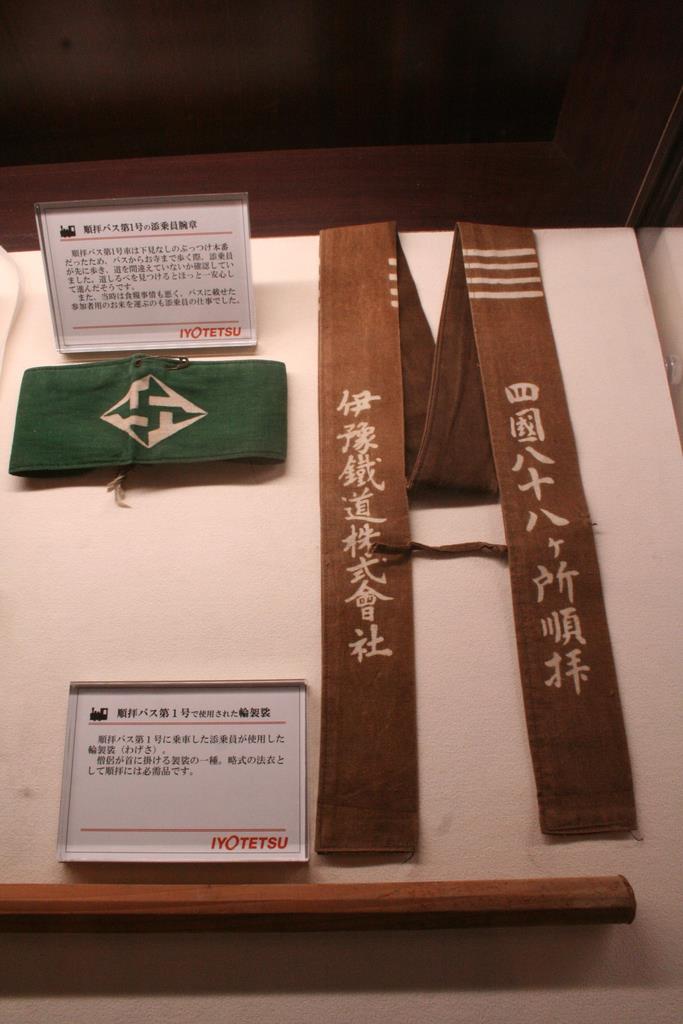 順拝バス第1号の添乗員腕章
順拝バス第1号車は下見なしのぶっつけ本番
だったため、バスからお寺まで歩く際、添乗員
が先に歩き、道を間違えていないか確認してい
ました。道しるべを見つけるとほっと一安心し
て進んだそうです。
また、当時は食糧事情も悪く、バスに載せた
参加者用のお米を運ぶのも添乗員の仕事でした。
IYOTETSU
伊豫鐵道株式會社
四國八十八ヶ所順拝
順拝バス第1号で使用された輪袈裟
順拝バス第1号に乗車した添乗員が使用した
輪袈裟（わげさ）。
僧侶が首に掛ける袈裟の一種。略式の法衣と
して順拝には必需品です。
IYOTETSU